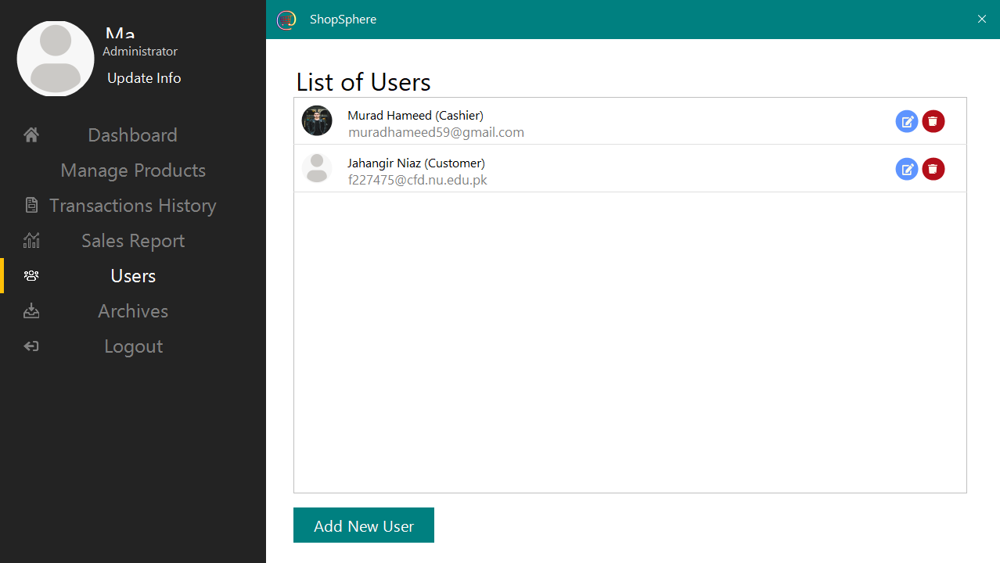 Ma
Administrator
Update Info
Dashboard
Manage Products
Transactions History
Sales Report
Users
Archives
Logout
ShopSphere
List of Users
Murad Hameed (Cashier)
muradhameed59@gmail.com
Jahangir Niaz (Customer)
f227475@cfd.nu.edu.pk
Add New User